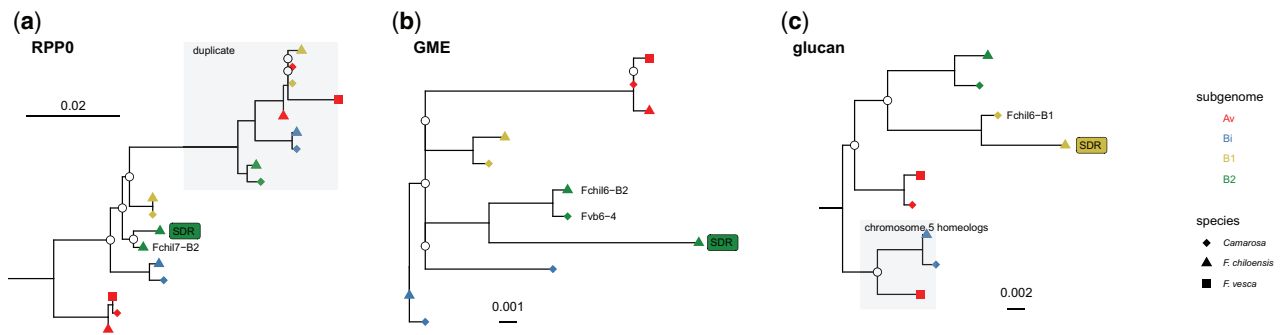 (a)
RPP0
duplicate
0.02
SDR
Fchil7-B2
(b)
GME
Fchil6-B2
Fvb6-4
SDR
0.001
(c)
glucan
Fchil6-B1
SDR
chromosome 5 homeologs
0.002
subgenome
Av
Bi
B1
B2
species
Camarosa
F. chiloensis
F. vesca